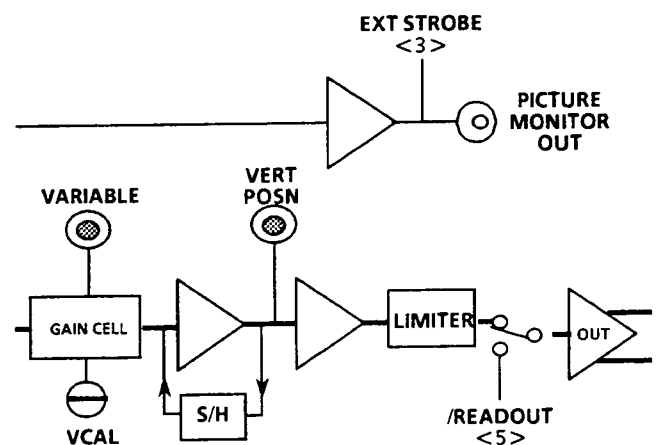 EXT STROBE
<3>
PICTURE
MONITOR
OUT
VARIABLE
VERT
POSN
GAIN CELL
LIMITER
OUT
S/H
VCAL
/READOUT
<5>